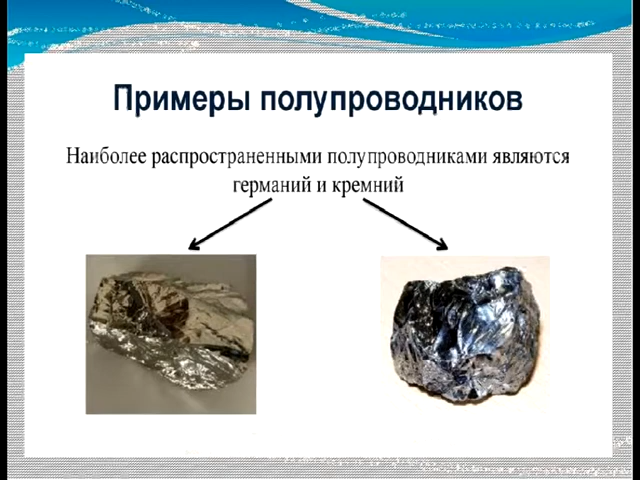 Примеры полупроводников
Наиболее распространенными полупроводниками являются
германий и кремний